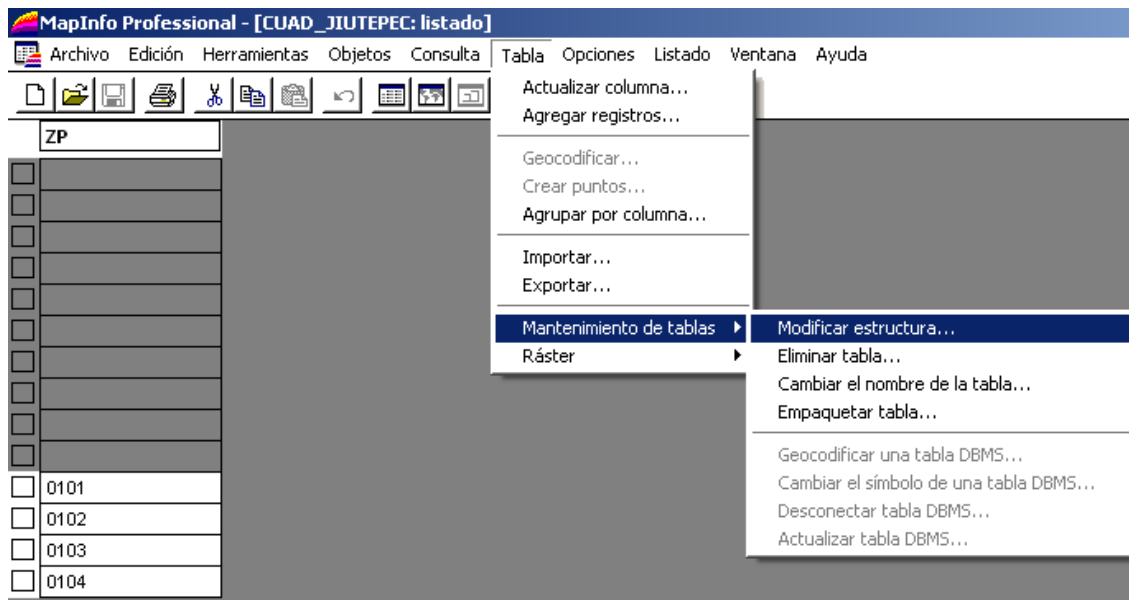 MapInfo Professional - [CUAD_JIUTEPEC: listado]
Archivo Edición Herramientas Objetos Consulta Tabla Opciones Listado Ventana Ayuda
Actualizar columna...
Agregar registros...
Geocodificar...
Crear puntos...
Agrupar por columna...
Importar...
Exportar...
Mantenimiento de tablas
Ráster
Modificar estructura...
Eliminar tabla...
Cambiar el nombre de la tabla...
Empaquetar tabla...
Geocodificar una tabla DBMS...
Cambiar el símbolo de una tabla DBMS...
Desconectar tabla DBMS...
Actualizar tabla DBMS...
ZP
0101
0102
0103
0104